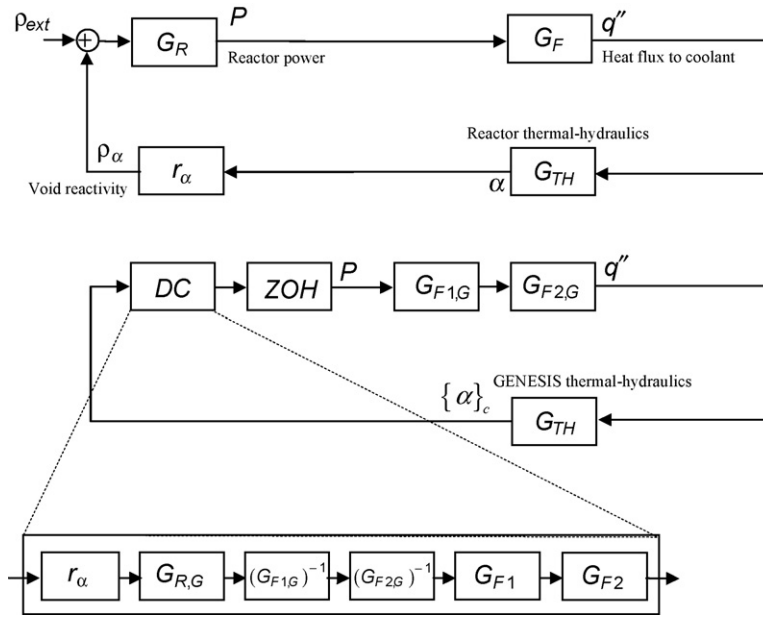 ρext
+
GR
P
Reactor power
GF
q″
Heat flux to coolant
ρα
Void reactivity
rα
α
Reactor thermal-hydraulics
GTH
DC
ZOH
P
GF1,G
GF2,G
q″
{α}c
GENESIS thermal-hydraulics
GTH
rα
GR,G
(GF1,G)−1
(GF2,G)−1
GF1
GF2